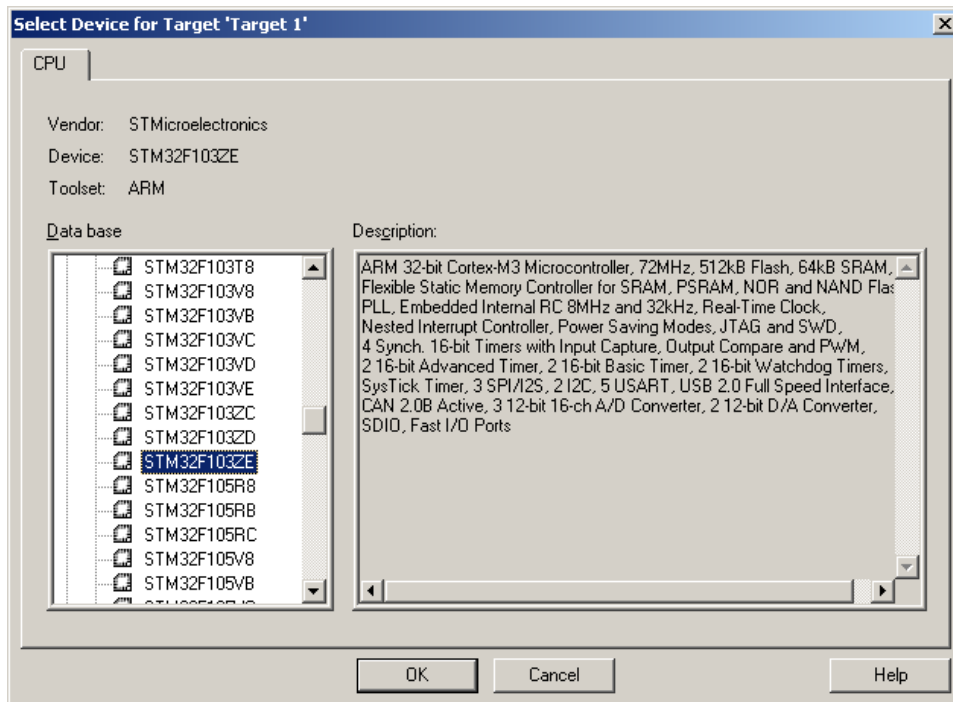 Select Device for Target 'Target 1'
CPU
Vendor: STMicroelectronics
Device: STM32F103ZE
Toolset: ARM
Data base
Description:
STM32F103T8
STM32F103V8
STM32F103VB
STM32F103VC
STM32F103VD
STM32F103VE
STM32F103ZC
STM32F103ZD
STM32F103ZE
STM32F105R8
STM32F105RB
STM32F105RC
STM32F105V8
STM32F105VB
ARM 32-bit Cortex-M3 Microcontroller, 72MHz, 512kB Flash, 64kB SRAM,
Flexible Static Memory Controller for SRAM, PSRAM, NOR and NAND Flas
PLL, Embedded Internal RC 8MHz and 32kHz, Real-Time Clock,
Nested Interrupt Controller, Power Saving Modes, JTAG and SWD,
4 Synch. 16-bit Timers with Input Capture, Output Compare and PWM,
2 16-bit Advanced Timer, 2 16-bit Basic Timer, 2 16-bit Watchdog Timers,
SysTick Timer, 3 SPI/I2S, 2 I2C, 5 USART, USB 2.0 Full Speed Interface,
CAN 2.0B Active, 3 12-bit 16-ch A/D Converter, 2 12-bit D/A Converter,
SDIO, Fast I/O Ports
OK
Cancel
Help